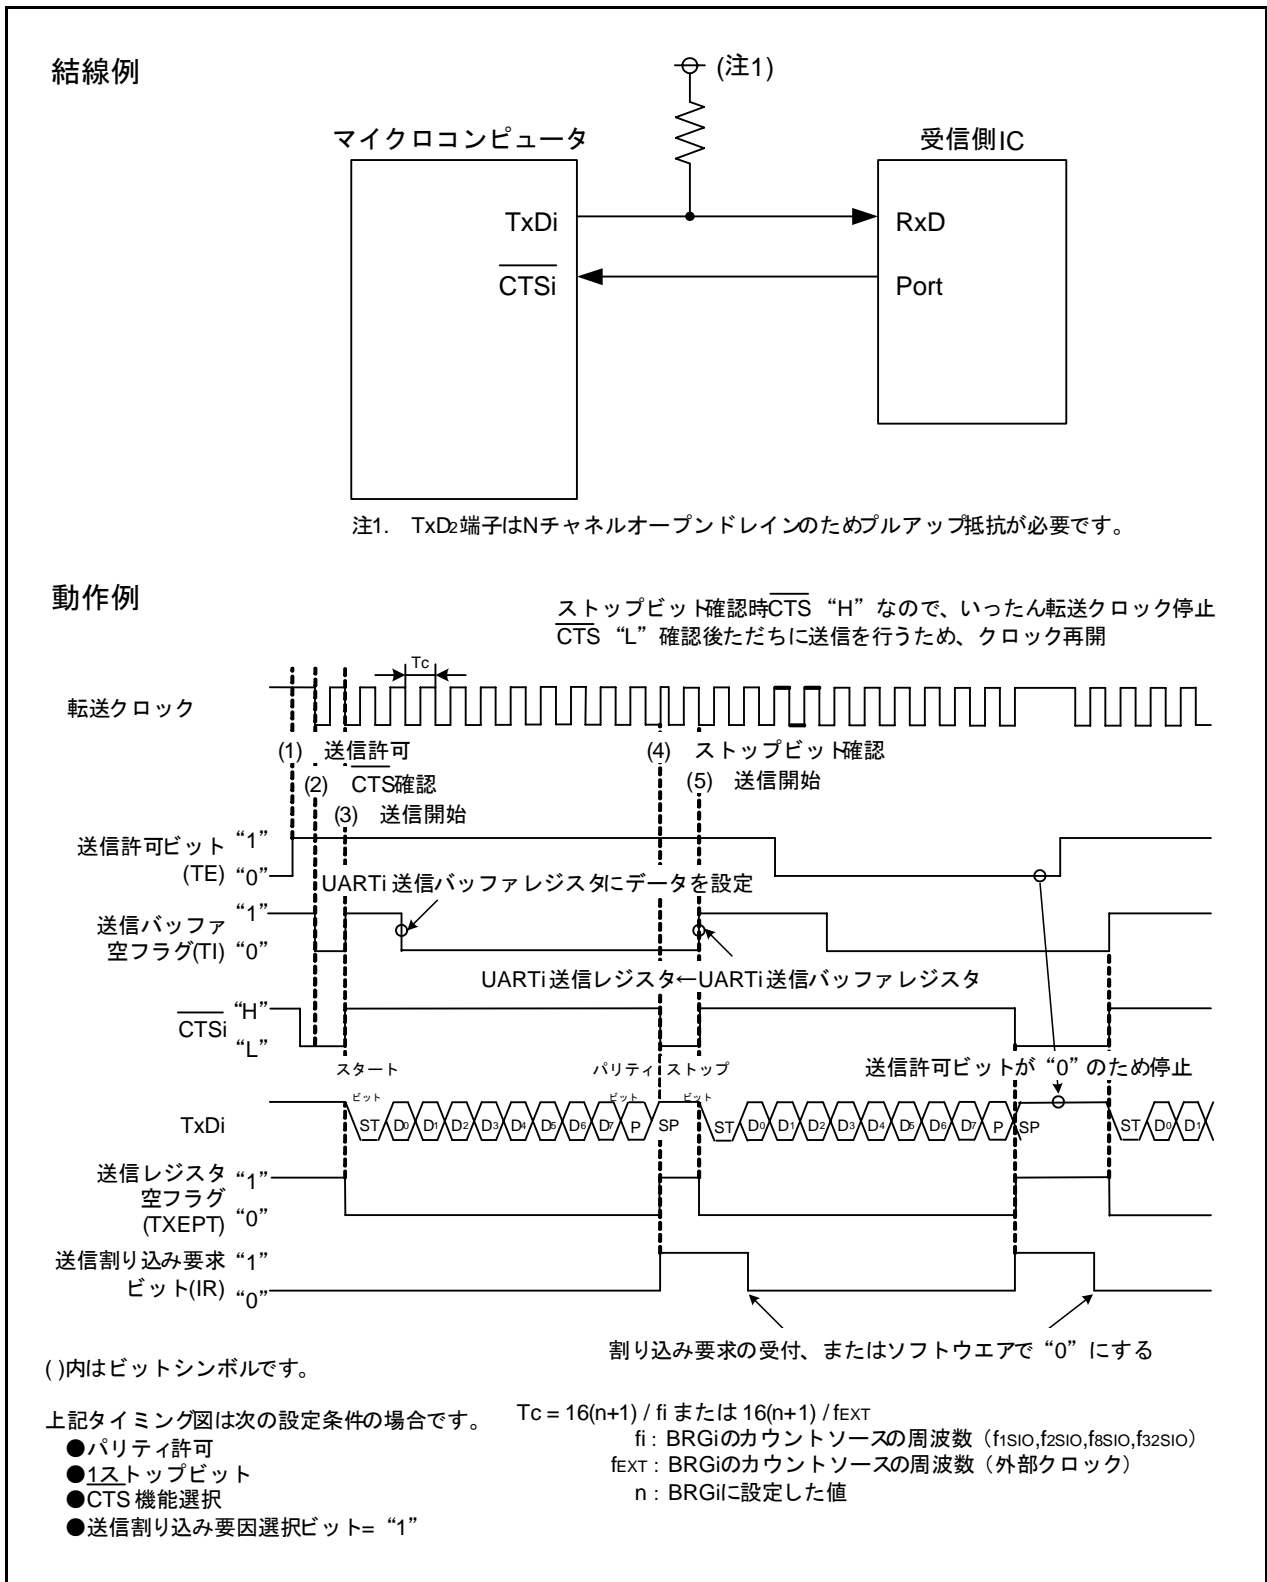 結線例
(注1)
マイクロコンピュータ
受信側IC
TxDi
RxD
CTSi
Port
注1. TxD2端子はNチャネルオープンドレインのためプルアップ抵抗が必要です。
動作例
ストップビット確認時CTS “H” なので、いったん転送クロック停止
CTS “L” 確認後ただちに送信を行うため、クロック再開
Tc
転送クロック
(1) 送信許可
(4) ストップビット確認
(2) CTS確認
(5) 送信開始
(3) 送信開始
送信許可ビット “1”
(TE) “0”
UARTi 送信バッファレジスタにデータを設定
送信バッファ “1”
空フラグ(TI) “0”
UARTi送信レジスタ←UARTi送信バッファレジスタ
CTSi “H”
“L”
スタート パリティ ストップ
送信許可ビットが “0” のため停止
ビット ビット ビット
TxDi ST D0 D1 D2 D3 D4 D5 D6 D7 P SP ST D0 D1 D2 D3 D4 D5 D6 D7 P SP ST D0 D1
送信レジスタ “1”
空フラグ
(TXEPT) “0”
送信割り込み要求 “1”
ビット(IR) “0”
割り込み要求の受付、またはソフトウエアで “0” にする
( )内はビットシンボルです。
上記タイミング図は次の設定条件の場合です。
●パリティ許可
●1ストップビット
●CTS 機能選択
●送信割り込み要因選択ビット= “1”
Tc = 16(n+1) / fi または 16(n+1) / fEXT
fi : BRGiのカウントソースの周波数（f1SIO,f2SIO,f8SIO,f32SIO）
fEXT : BRGiのカウントソースの周波数（外部クロック）
n : BRGiに設定した値